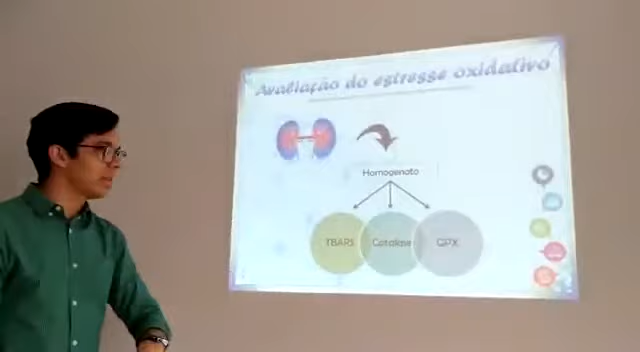 Avaliação do estresse oxidativo
Homogenato
TBARS Catalase GPX